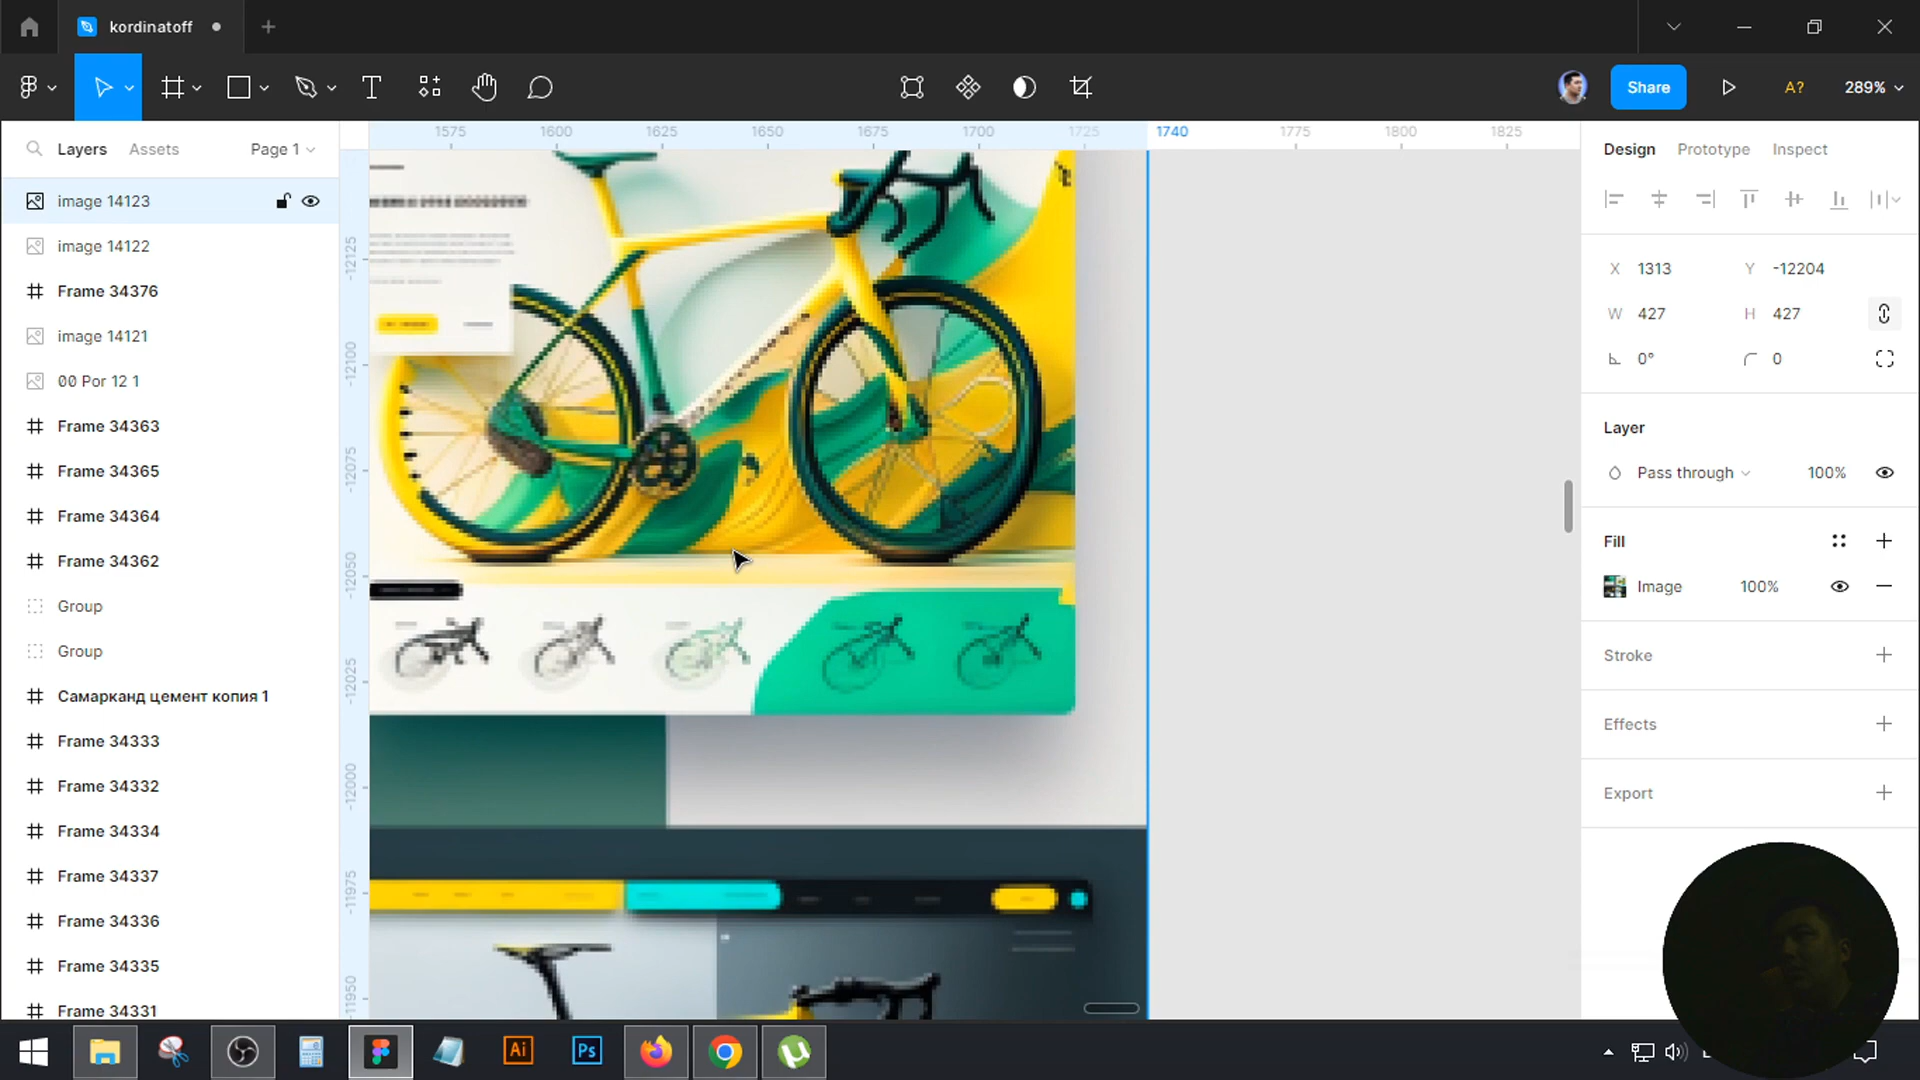 kordinatoff
Share
A?
289%
Layers
Assets
Page 1
1575
1600
1625
1650
1675
1700
1725
1740
1775
1800
1825
Design
Prototype
Inspect
image 14123
image 14122
Frame 34376
image 14121
00 Por 12 1
Frame 34363
Frame 34365
Frame 34364
Frame 34362
Group
Group
Самарканд цемент копия 1
Frame 34333
Frame 34332
Frame 34334
Frame 34337
Frame 34336
Frame 34335
Frame 34331
-12125
-12100
-12075
-12050
-12025
-12000
-11975
-11950
X 1313 Y -12204
W 427 H 427
0° 0
Layer
Pass through 100%
Fill
Image 100%
Stroke
Effects
Export
Ai
Ps